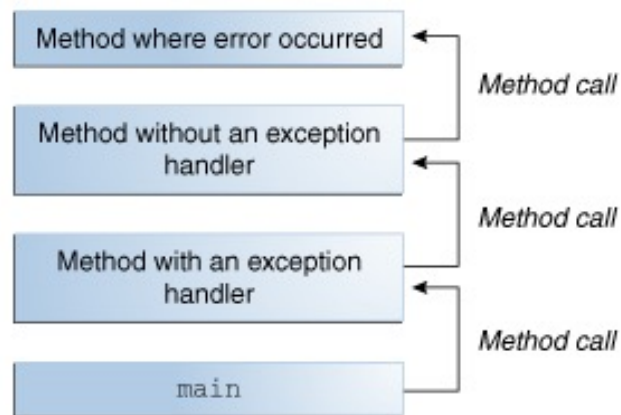 Method where error occurred
Method call
Method without an exception
handler
Method call
Method with an exception
handler
Method call
main